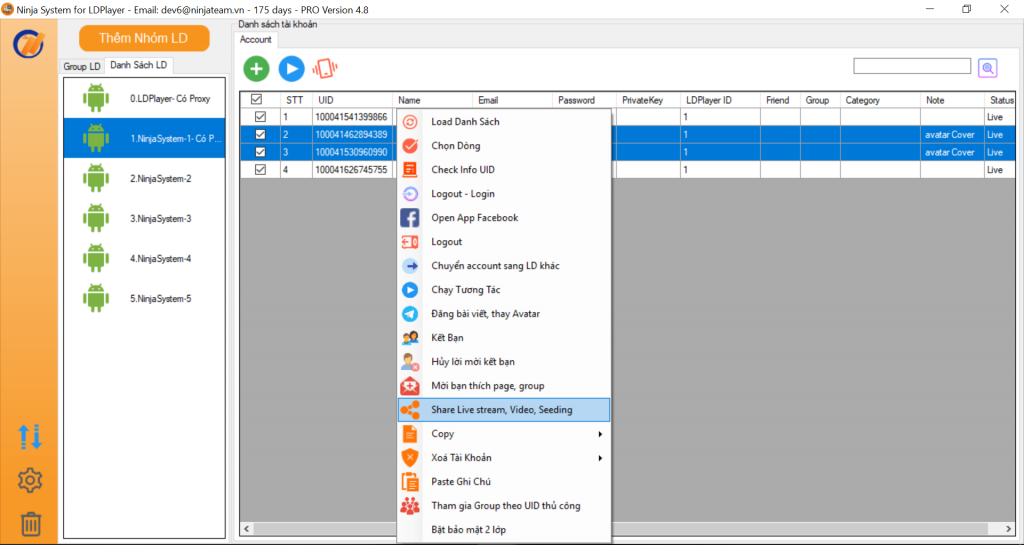 Ninja System for LDPlayer - Email: dev6@ninjateam.vn - 175 days - PRO Version 4.8
Thêm Nhóm LD
Group LD Danh Sách LD
0.LDPlayer- Có Proxy
1.NinjaSystem-1- Có P...
2.NinjaSystem-2
3.NinjaSystem-3
4.NinjaSystem-4
5.NinjaSystem-5
Danh sách tài khoản
Account
STT UID Name Email Password PrivateKey LDPlayer ID Friend Group Category Note Status
1 100041541399866 1 Live
2 100041462894389 1 avatar Cover Live
3 100041530960990 1 avatar Cover Live
4 100041626745755 1 Live
Load Danh Sách
Chọn Dòng
Check Info UID
Logout - Login
Open App Facebook
Logout
Chuyển account sang LD khác
Chạy Tương Tác
Đăng bài viết, thay Avatar
Kết Bạn
Hủy lời mời kết bạn
Mời bạn thích page, group
Share Live stream, Video, Seeding
Copy
Xoá Tài Khoản
Paste Ghi Chú
Tham gia Group theo UID thủ công
Bật bảo mật 2 lớp